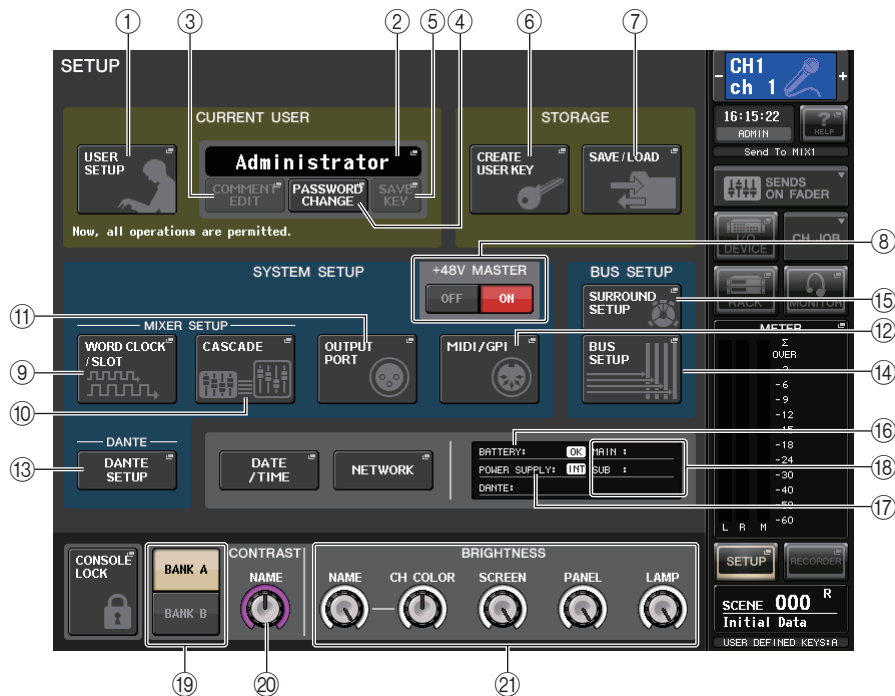 ① ③ ② ⑤ ④ ⑥ ⑦
SETUP
CURRENT USER
STORAGE
USER SETUP
Administrator
COMMENT EDIT
PASSWORD CHANGE
SAVE KEY
Now, all operations are permitted.
CREATE USER KEY
SAVE/LOAD
- CH1 +
ch 1
16:15:22
ADMIN
? HELP
Send To MIX1
SENDS ON FADER
I/O DEVICE
CH JOB
RACK
MONITOR
⑧
SYSTEM SETUP
+48V MASTER
OFF
ON
BUS SETUP
SURROUND SETUP
⑮
⑪
MIXER SETUP
WORD CLOCK /SLOT
⑨
CASCADE
⑩
OUTPUT PORT
MIDI/GPI
⑫
BUS SETUP
⑭
METER
Σ
OVER
-3
-6
-9
-12
-15
-18
-24
-30
-40
-50
-60
L R M
DANTE
⑬
DANTE SETUP
DATE /TIME
NETWORK
⑯
BATTERY: OK
POWER SUPPLY: INT
DANTE:
MAIN :
SUB :
⑱
⑰
CONSOLE LOCK
BANK A
BANK B
CONTRAST
NAME
BRIGHTNESS
NAME
CH COLOR
SCREEN
PANEL
LAMP
SETUP
RECORDER
SCENE 000 R
Initial Data
USER DEFINED KEYS:A
⑲ ⑳ ㉑